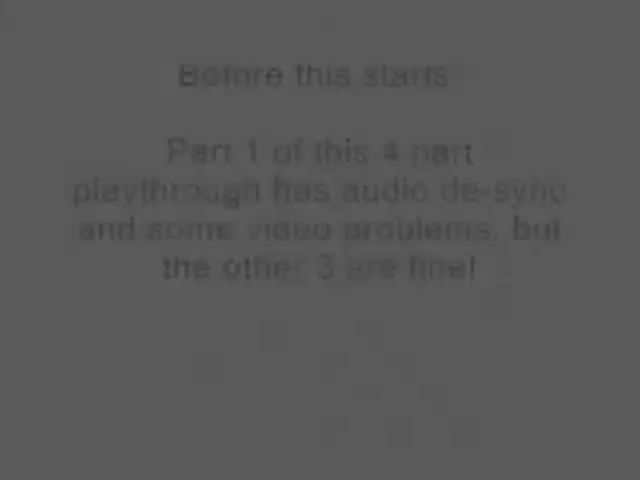 Before this starts
Part 1 of this 4 part
playthrough has audio de-sync
and some video problems, but
the other 3 are fine!